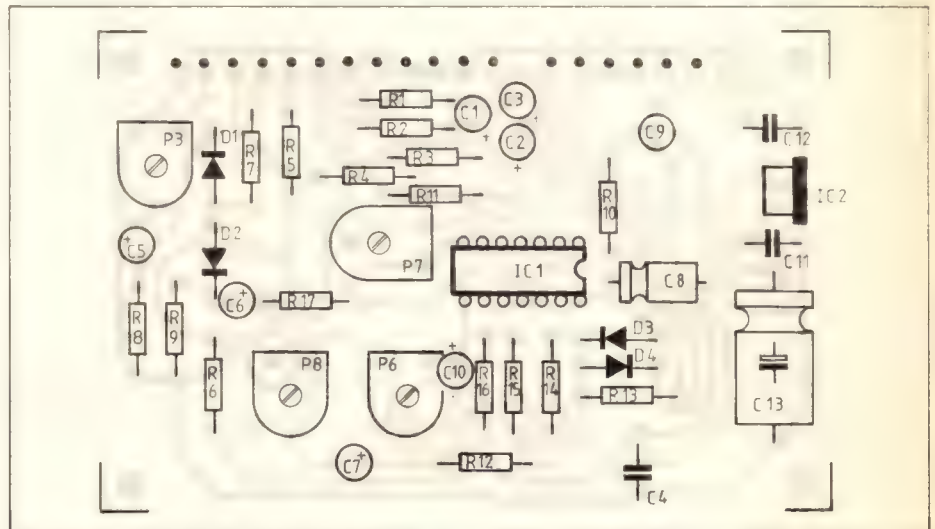 R1
C1
C3
R2
C2
C9
C12
P3
D1
R7
R5
R3
R4
R11
R10
IC2
D2
C5
P7
IC1
C8
C11
C6
R17
R8
R9
D3
D4
P8
P6
C10
R6
R16
R15
R14
R13
C13
C7
R12
C4